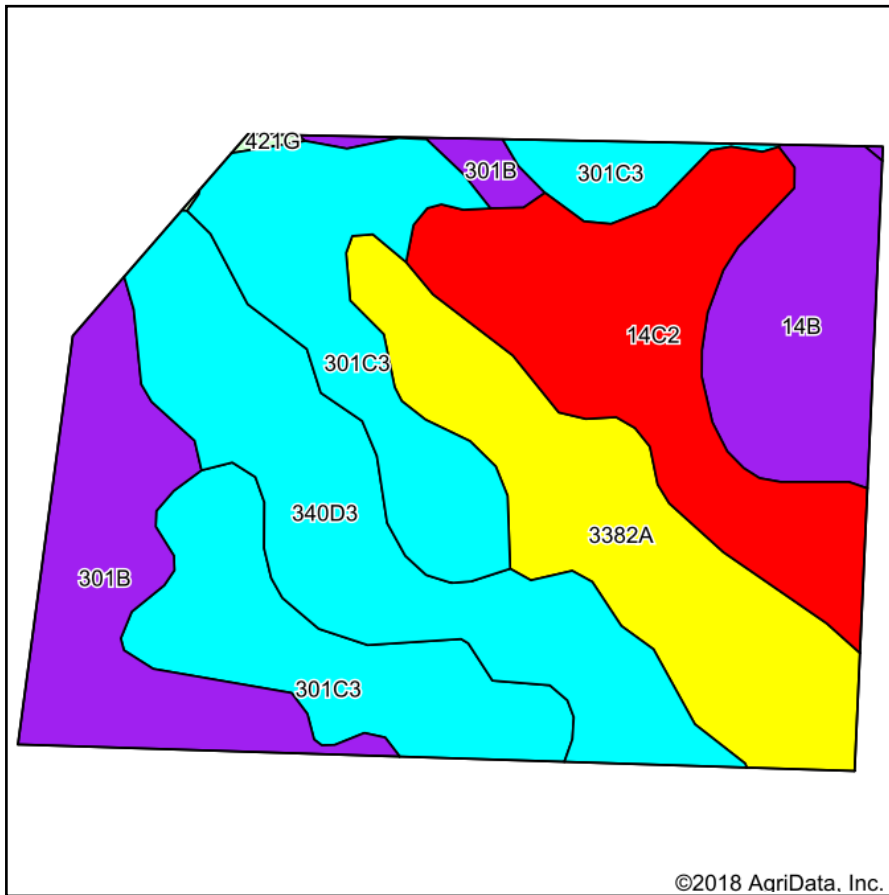 421G
301B
301C3
14B
14C2
301C3
340D3
3382A
301B
301C3
©2018 AgriData, Inc.